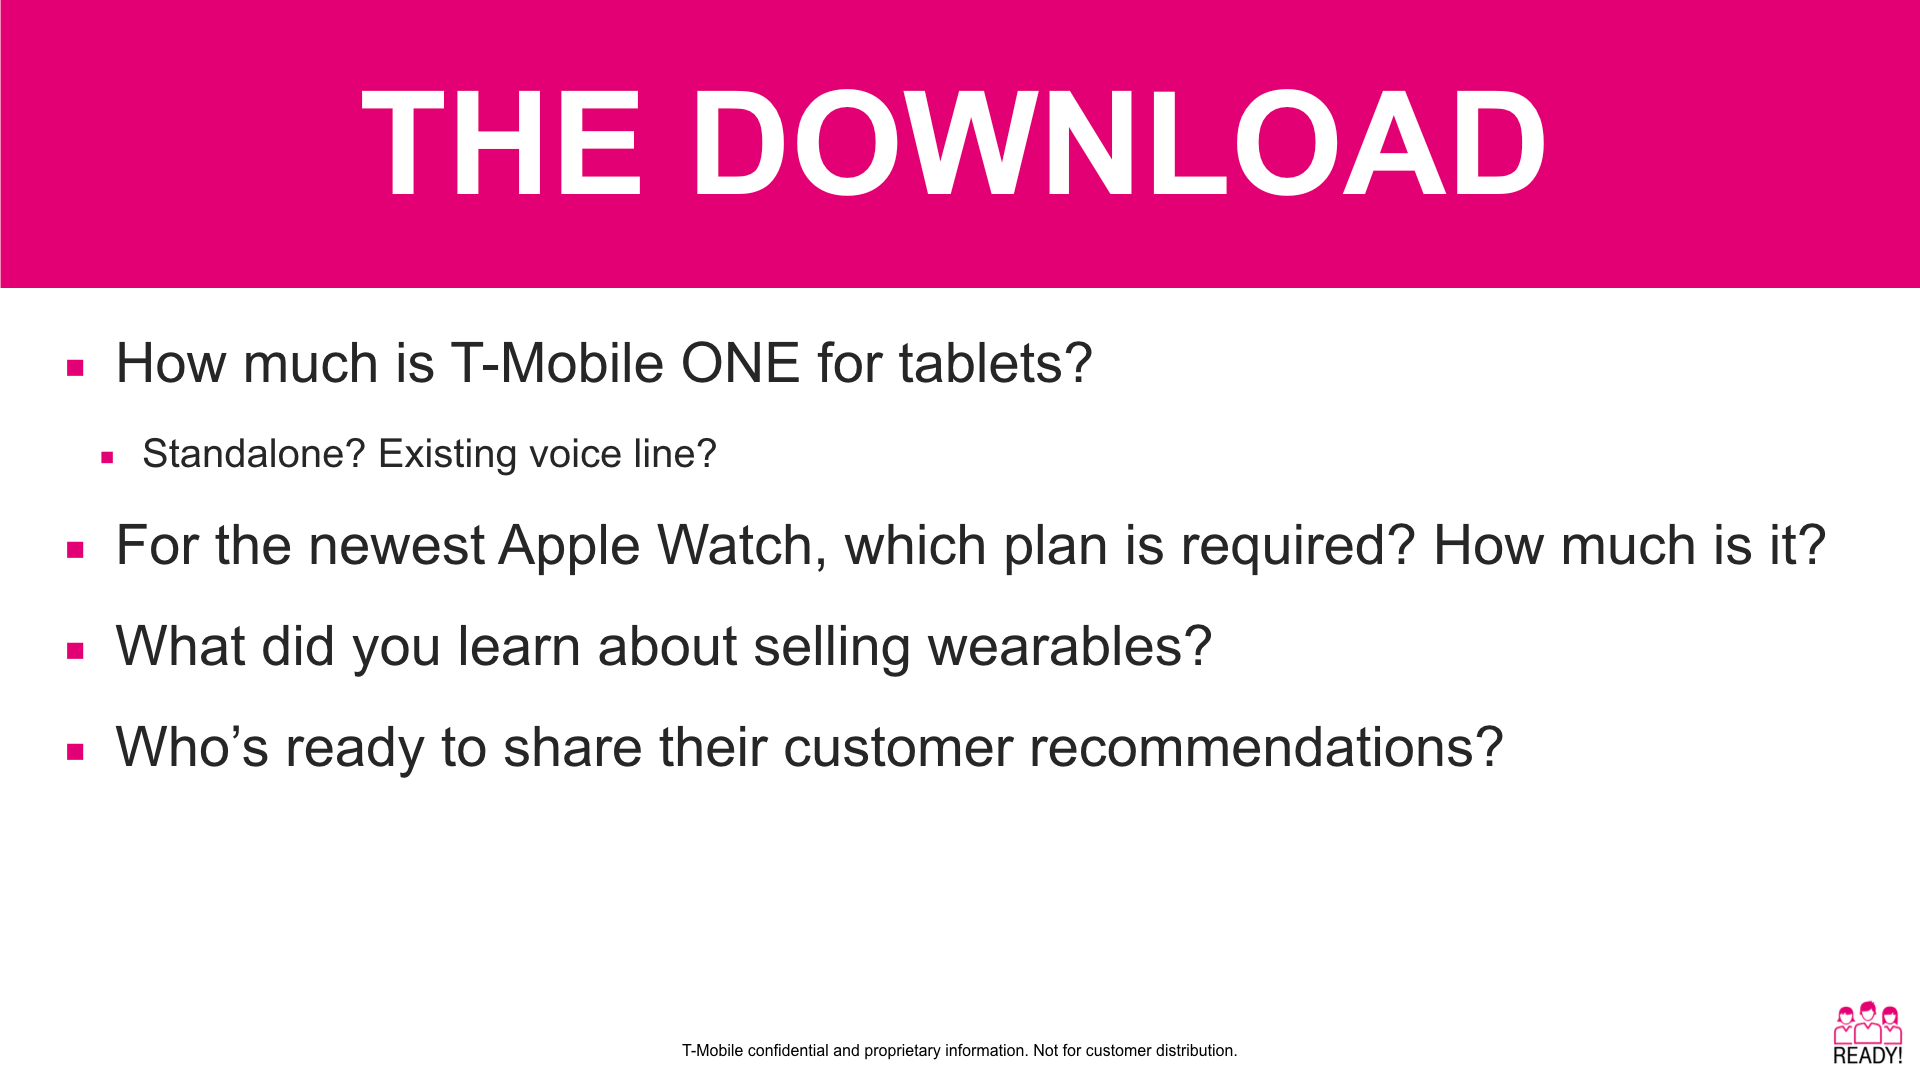 THE DOWNLOAD
How much is T-Mobile ONE for tablets?
Standalone? Existing voice line?
For the newest Apple Watch, which plan is required? How much is it?
What did you learn about selling wearables?
Who’s ready to share their customer recommendations?
T-Mobile confidential and proprietary information. Not for customer distribution.
READY!